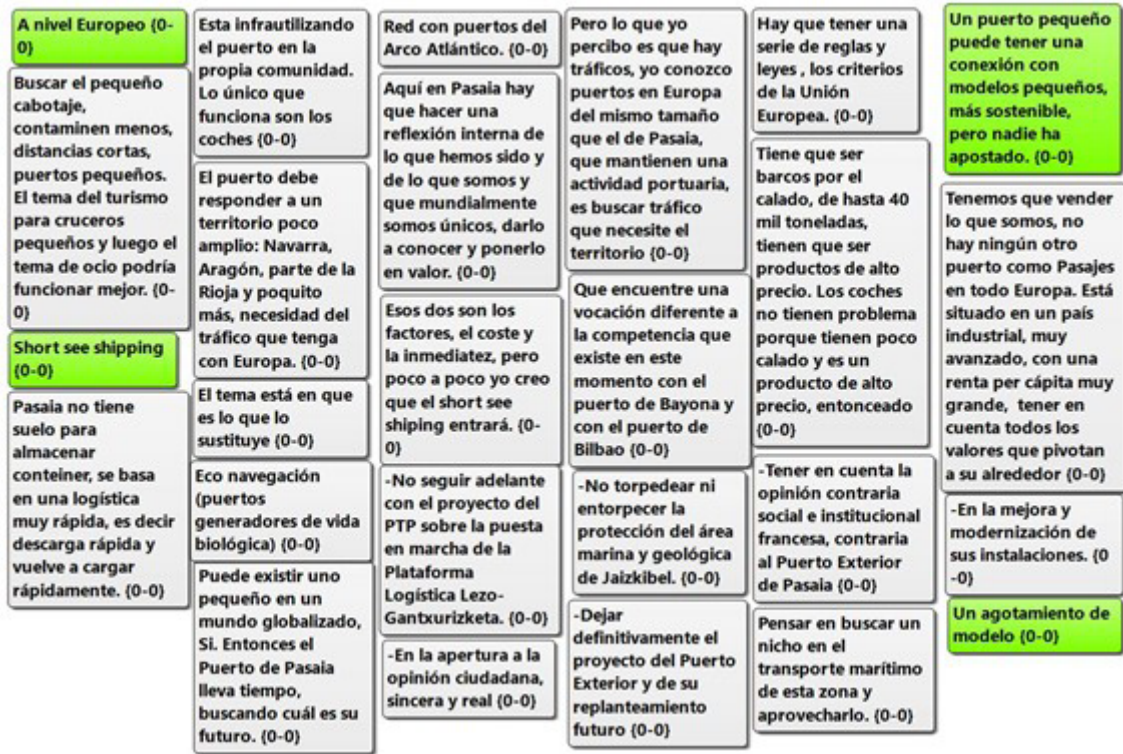 A nivel Europeo {0-
0}
Buscar el pequeño
cabotaje,
contaminen menos,
distancias cortas,
puertos pequeños.
El tema del turismo
para cruceros
pequeños y luego el
tema de ocio podría
funcionar mejor. {0-
0}
Short see shipping
{0-0}
Pasaia no tiene
suelo para
almacenar
conteiner, se basa
en una logística
muy rápida, es decir
descarga rápida y
vuelve a cargar
rápidamente. {0-0}
Esta infrautilizando
el puerto en la
propia comunidad.
Lo único que
funciona son los
coches {0-0}
El puerto debe
responder a un
territorio poco
amplio: Navarra,
Aragón, parte de la
Rioja y poquito
más, necesidad del
tráfico que tenga
con Europa. {0-0}
El tema está en que
es lo que lo
sustituye {0-0}
Eco navegación
(puertos
generadores de vida
biológica) {0-0}
Puede existir uno
pequeño en un
mundo globalizado,
Si. Entonces el
Puerto de Pasaia
lleva tiempo,
buscando cuál es su
futuro. {0-0}
Red con puertos del
Arco Atlántico. {0-0}
Aquí en Pasaia hay
que hacer una
reflexión interna de
lo que hemos sido y
de lo que somos y
que mundialmente
somos únicos, darlo
a conocer y ponerlo
en valor. {0-0}
Esos dos son los
factores, el coste y
la inmediatez, pero
poco a poco yo creo
que el short see
shiping entrará. {0-
0}
-No seguir adelante
con el proyecto del
PTP sobre la puesta
en marcha de la
Plataforma
Logística Lezo-
Gantxurizketa. {0-0}
-En la apertura a la
opinión ciudadana,
sincera y real {0-0}
Pero lo que yo
percibo es que hay
tráficos, yo conozco
puertos en Europa
del mismo tamaño
que el de Pasaia,
que mantienen una
actividad portuaria,
es buscar tráfico
que necesite el
territorio {0-0}
Que encuentre una
vocación diferente a
la competencia que
existe en este
momento con el
puerto de Bayona y
con el puerto de
Bilbao {0-0}
-No torpedear ni
entorpecer la
protección del área
marina y geológica
de Jaizkibel. {0-0}
-Dejar
definitivamente el
proyecto del Puerto
Exterior y de su
replanteamiento
futuro {0-0}
Hay que tener una
serie de reglas y
leyes , los criterios
de la Unión
Europea. {0-0}
Tiene que ser
barcos por el
calado, de hasta 40
mil toneladas,
tienen que ser
productos de alto
precio. Los coches
no tienen problema
porque tienen poco
calado y es un
producto de alto
precio, entonceado
{0-0}
-Tener en cuenta la
opinión contraria
social e institucional
francesa, contraria
al Puerto Exterior
de Pasaia {0-0}
Pensar en buscar un
nicho en el
transporte marítimo
de esta zona y
aprovecharlo. {0-0}
Un puerto pequeño
puede tener una
conexión con
modelos pequeños,
más sostenible,
pero nadie ha
apostado. {0-0}
Tenemos que vender
lo que somos, no
hay ningún otro
puerto como Pasajes
en todo Europa. Está
situado en un país
industrial, muy
avanzado, con una
renta per cápita muy
grande, tener en
cuenta todos los
valores que pivotan
a su alrededor {0-0}
-En la mejora y
modernización de
sus instalaciones. {0
-0}
Un agotamiento de
modelo {0-0}